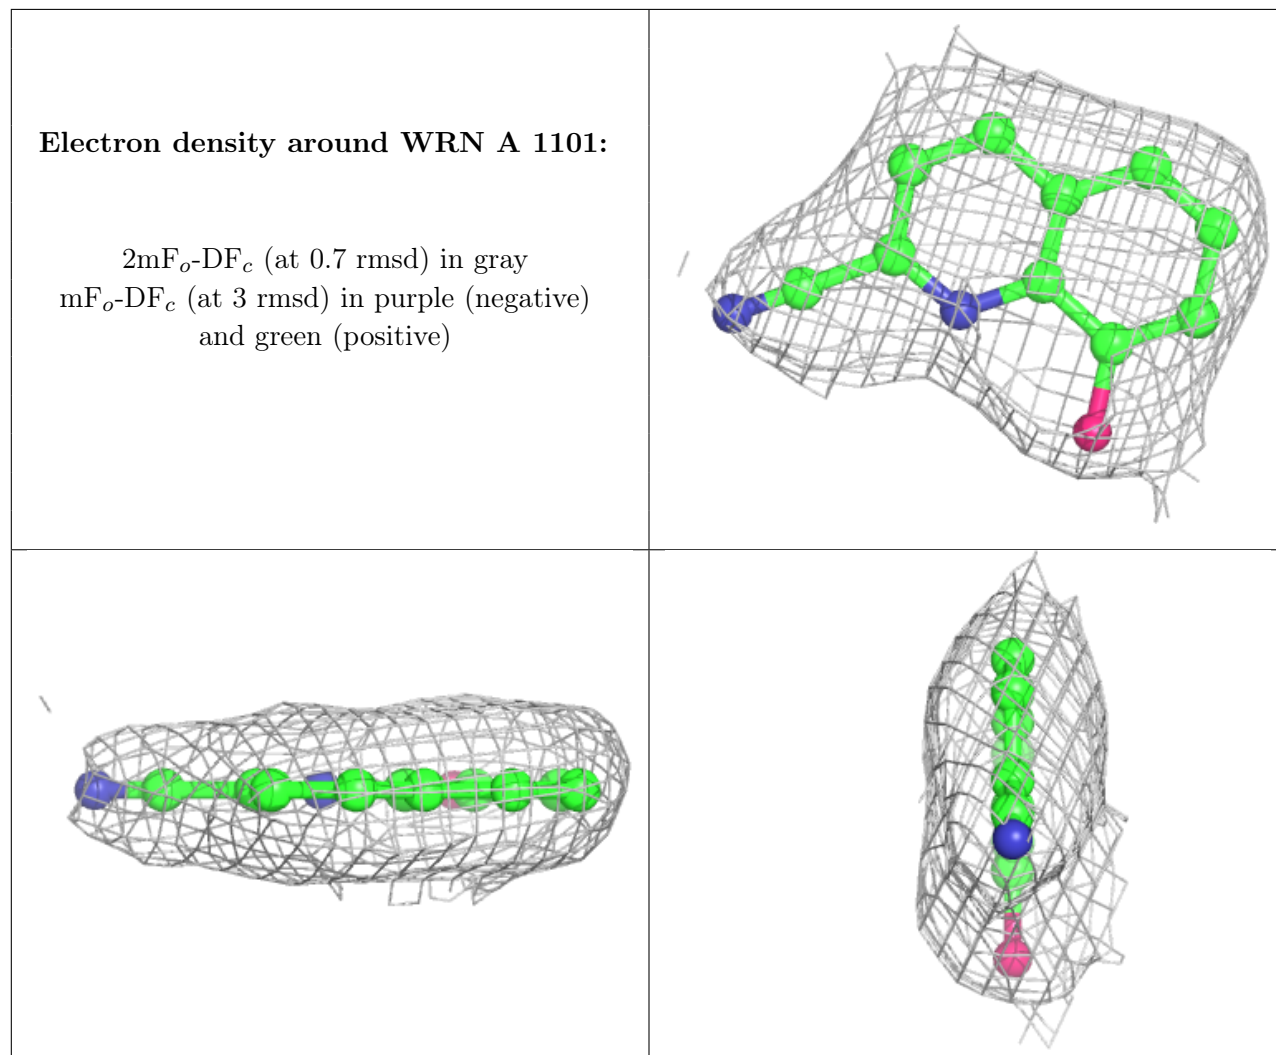 Electron density around WRN A 1101:
2mFo-DFc (at 0.7 rmsd) in gray
mFo-DFc (at 3 rmsd) in purple (negative)
and green (positive)